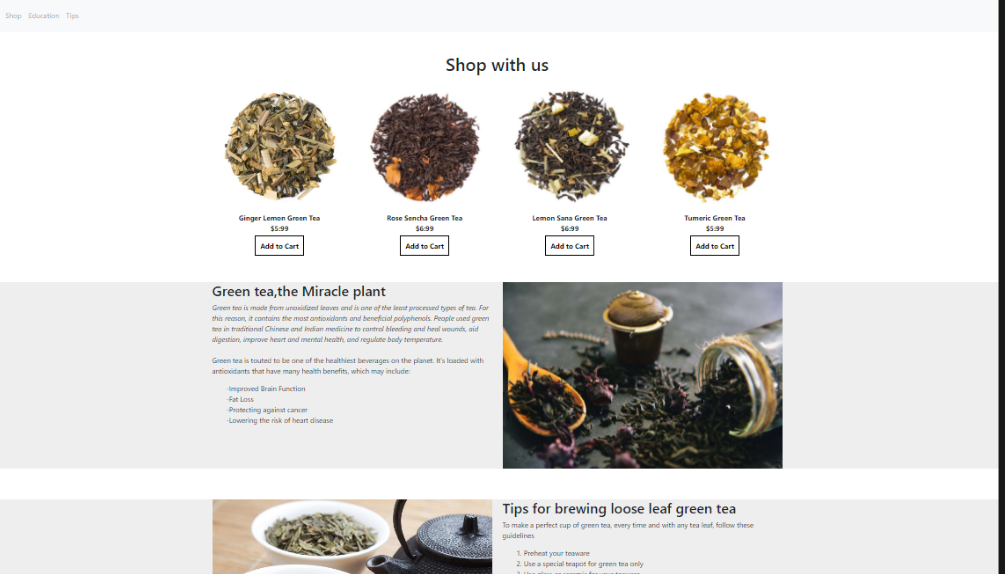 Shop Education Tips
Shop with us
Ginger Lemon Green Tea
$5:99
Add to Cart
Rose Sencha Green Tea
$6:99
Add to Cart
Lemon Sana Green Tea
$6:99
Add to Cart
Tumeric Green Tea
$5:99
Add to Cart
Green tea,the Miracle plant
Green tea is made from unoxidized leaves and is one of the least processed types of tea. For
this reason, it contains the most antioxidants and beneficial polyphenols. People used green
tea in traditional Chinese and Indian medicine to control bleeding and heal wounds, aid
digestion, improve heart and mental health, and regulate body temperature.
Green tea is touted to be one of the healthiest beverages on the planet. It's loaded with
antioxidants that have many health benefits, which may include:
-Improved Brain Function
-Fat Loss
-Protecting against cancer
-Lowering the risk of heart disease
Tips for brewing loose leaf green tea
To make a perfect cup of green tea, every time and with any tea leaf, follow these
guidelines
1. Preheat your teaware
2. Use a special teapot for green tea only